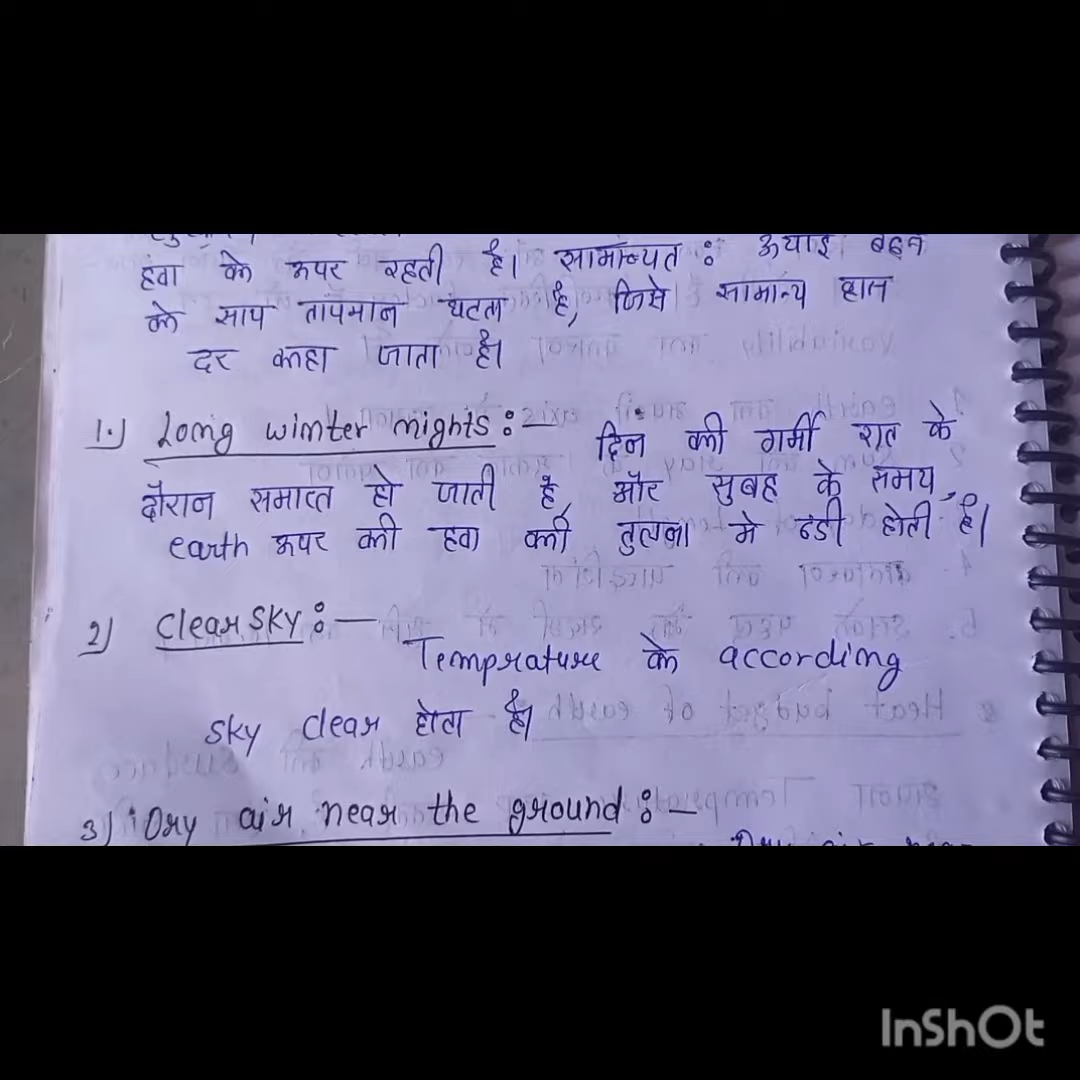 हवा के ऊपर रहती है। सामान्यत : ऊचाई
के साप तापमान घटता है, जिसे सामान्य हास
दर कहा जाता है।
1.) Long winter nights :- दिन की गर्मी रात के
दौरान समाप्त हो जाती है, और सुबह के समय,
earth ऊपर की हवा की तुलना मे ठंडी होती है।
2) Clear SKY :-
Temprature के according
sky clear होता है।
3) Dry air near the ground :-
InShOt